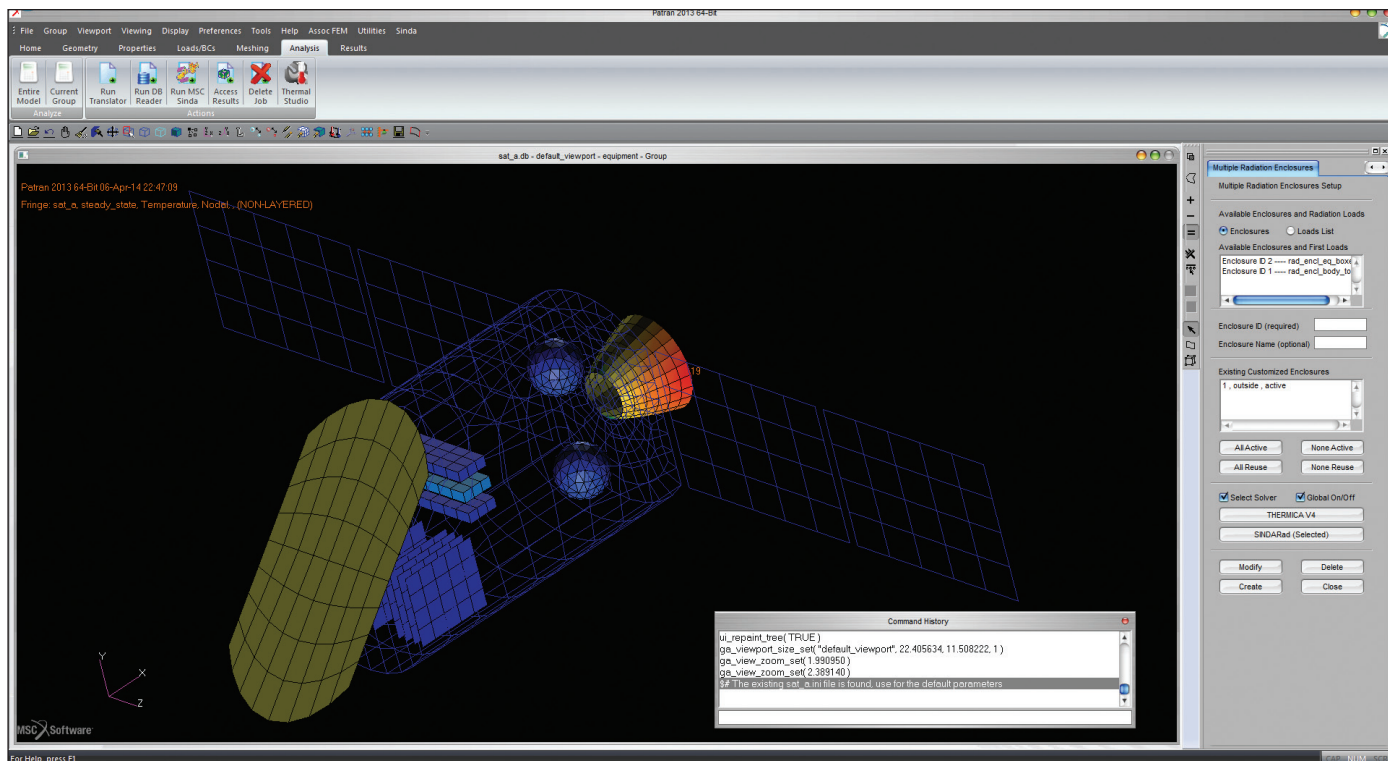 Patran 2013 64-Bit
File Group Viewport Viewing Display Preferences Tools Help Assoc FEM Utilities Sinda
Home Geometry Properties Loads/BCs Meshing Analysis Results
Entire Model
Current Group
Run Translator
Run DB Reader
Run MSC Sinda
Access Results
Delete Job
Thermal Studio
Analyze
Actions
sat_a.db - default_viewport - equipment - Group
Patran 2013 64-Bit 06-Apr-14 22:47:09
Fringe: sat_a, steady_state, Temperature, Nodal, , (NON-LAYERED)
19
Y
X
Z
MSC Software
Command History
ui_repaint_tree( TRUE )
ga_viewport_size_set( "default_viewport", 22.405634, 11.508222, 1 )
ga_view_zoom_set( 1.990950 )
ga_view_zoom_set( 2.389140 )
$# The existing sat_a.ini file is found, use for the default parameters
Multiple Radiation Enclosures
Multiple Radiation Enclosures Setup
Available Enclosures and Radiation Loads
Enclosures Loads List
Available Enclosures and First Loads
Enclosure ID 2 ---- rad_encl_eq_boxe
Enclosure ID 1 ---- rad_encl_body_to
Enclosure ID (required)
Enclosure Name (optional)
Existing Customized Enclosures
1 , outside , active
All Active None Active
All Reuse None Reuse
Select Solver Global On/Off
THERMICA V4
SINDARad (Selected)
Modify Delete
Create Close
For Help, press F1
CAP NUM SCR